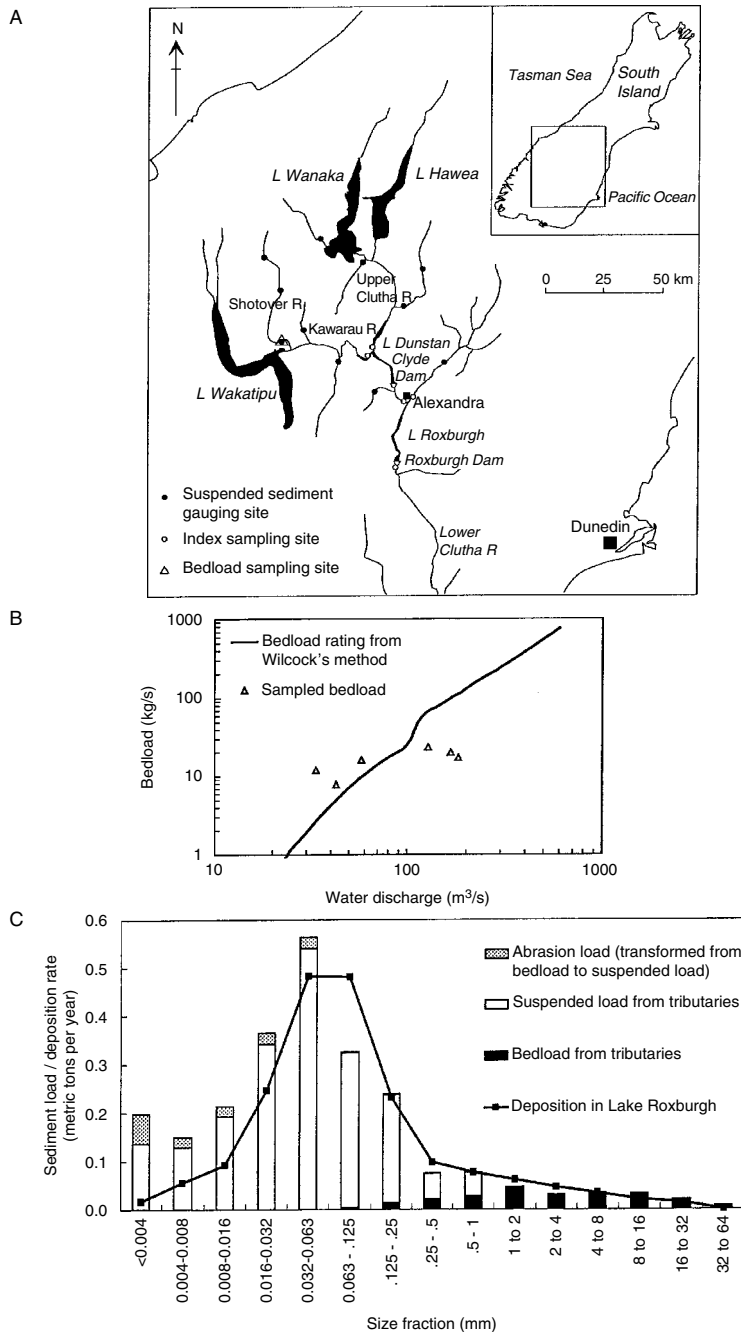 A
N
Tasman Sea
South
Island
Pacific Ocean
L Wanaka
L Hawea
0 25 50 km
Upper
Clutha R
Shotover R
Kawarau R
L Dunstan
Clyde
Dam
L Wakatipu
Alexandra
L Roxburgh
Roxburgh Dam
Suspended sediment
gauging site
Index sampling site
Bedload sampling site
Lower
Clutha R
Dunedin
B
1000
100
10
1
Bedload (kg/s)
Bedload rating from
Wilcock's method
Sampled bedload
10 100 1000
Water discharge (m³/s)
C
0.6
0.5
0.4
0.3
0.2
0.1
0.0
Sediment load / deposition rate
(metric tons per year)
Abrasion load (transformed from
bedload to suspended load)
Suspended load from tributaries
Bedload from tributaries
Deposition in Lake Roxburgh
<0.004
0.004-0.008
0.008-0.016
0.016-0.032
0.032-0.063
0.063 - .125
.125 - .25
.25 - .5
.5 - 1
1 to 2
2 to 4
4 to 8
8 to 16
16 to 32
32 to 64
Size fraction (mm)